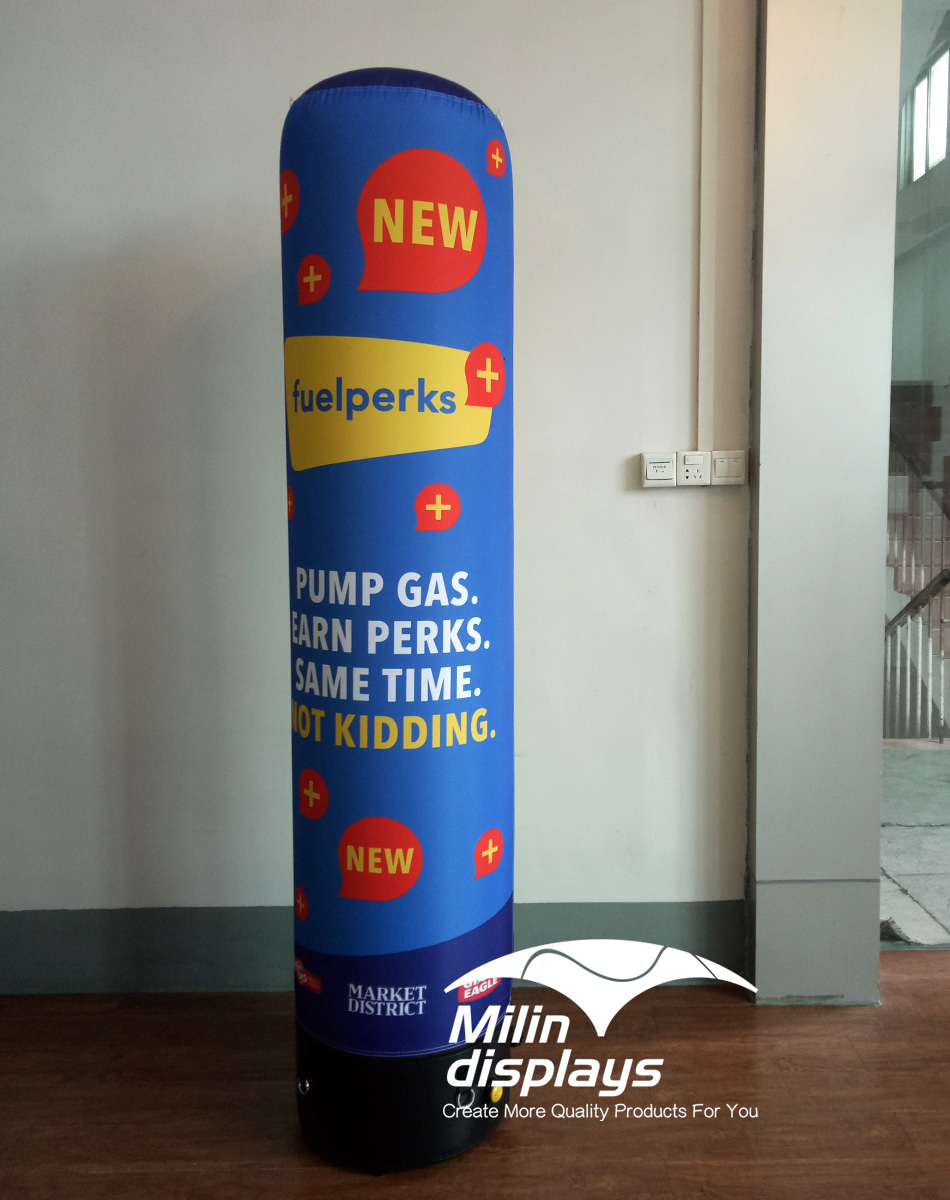 NEW
fuelperks
+
PUMP GAS.
EARN PERKS.
SAME TIME.
NOT KIDDING.
NEW
MARKET
DISTRICT
GIANT
EAGLE
Milin
displays
Create More Quality Products For You